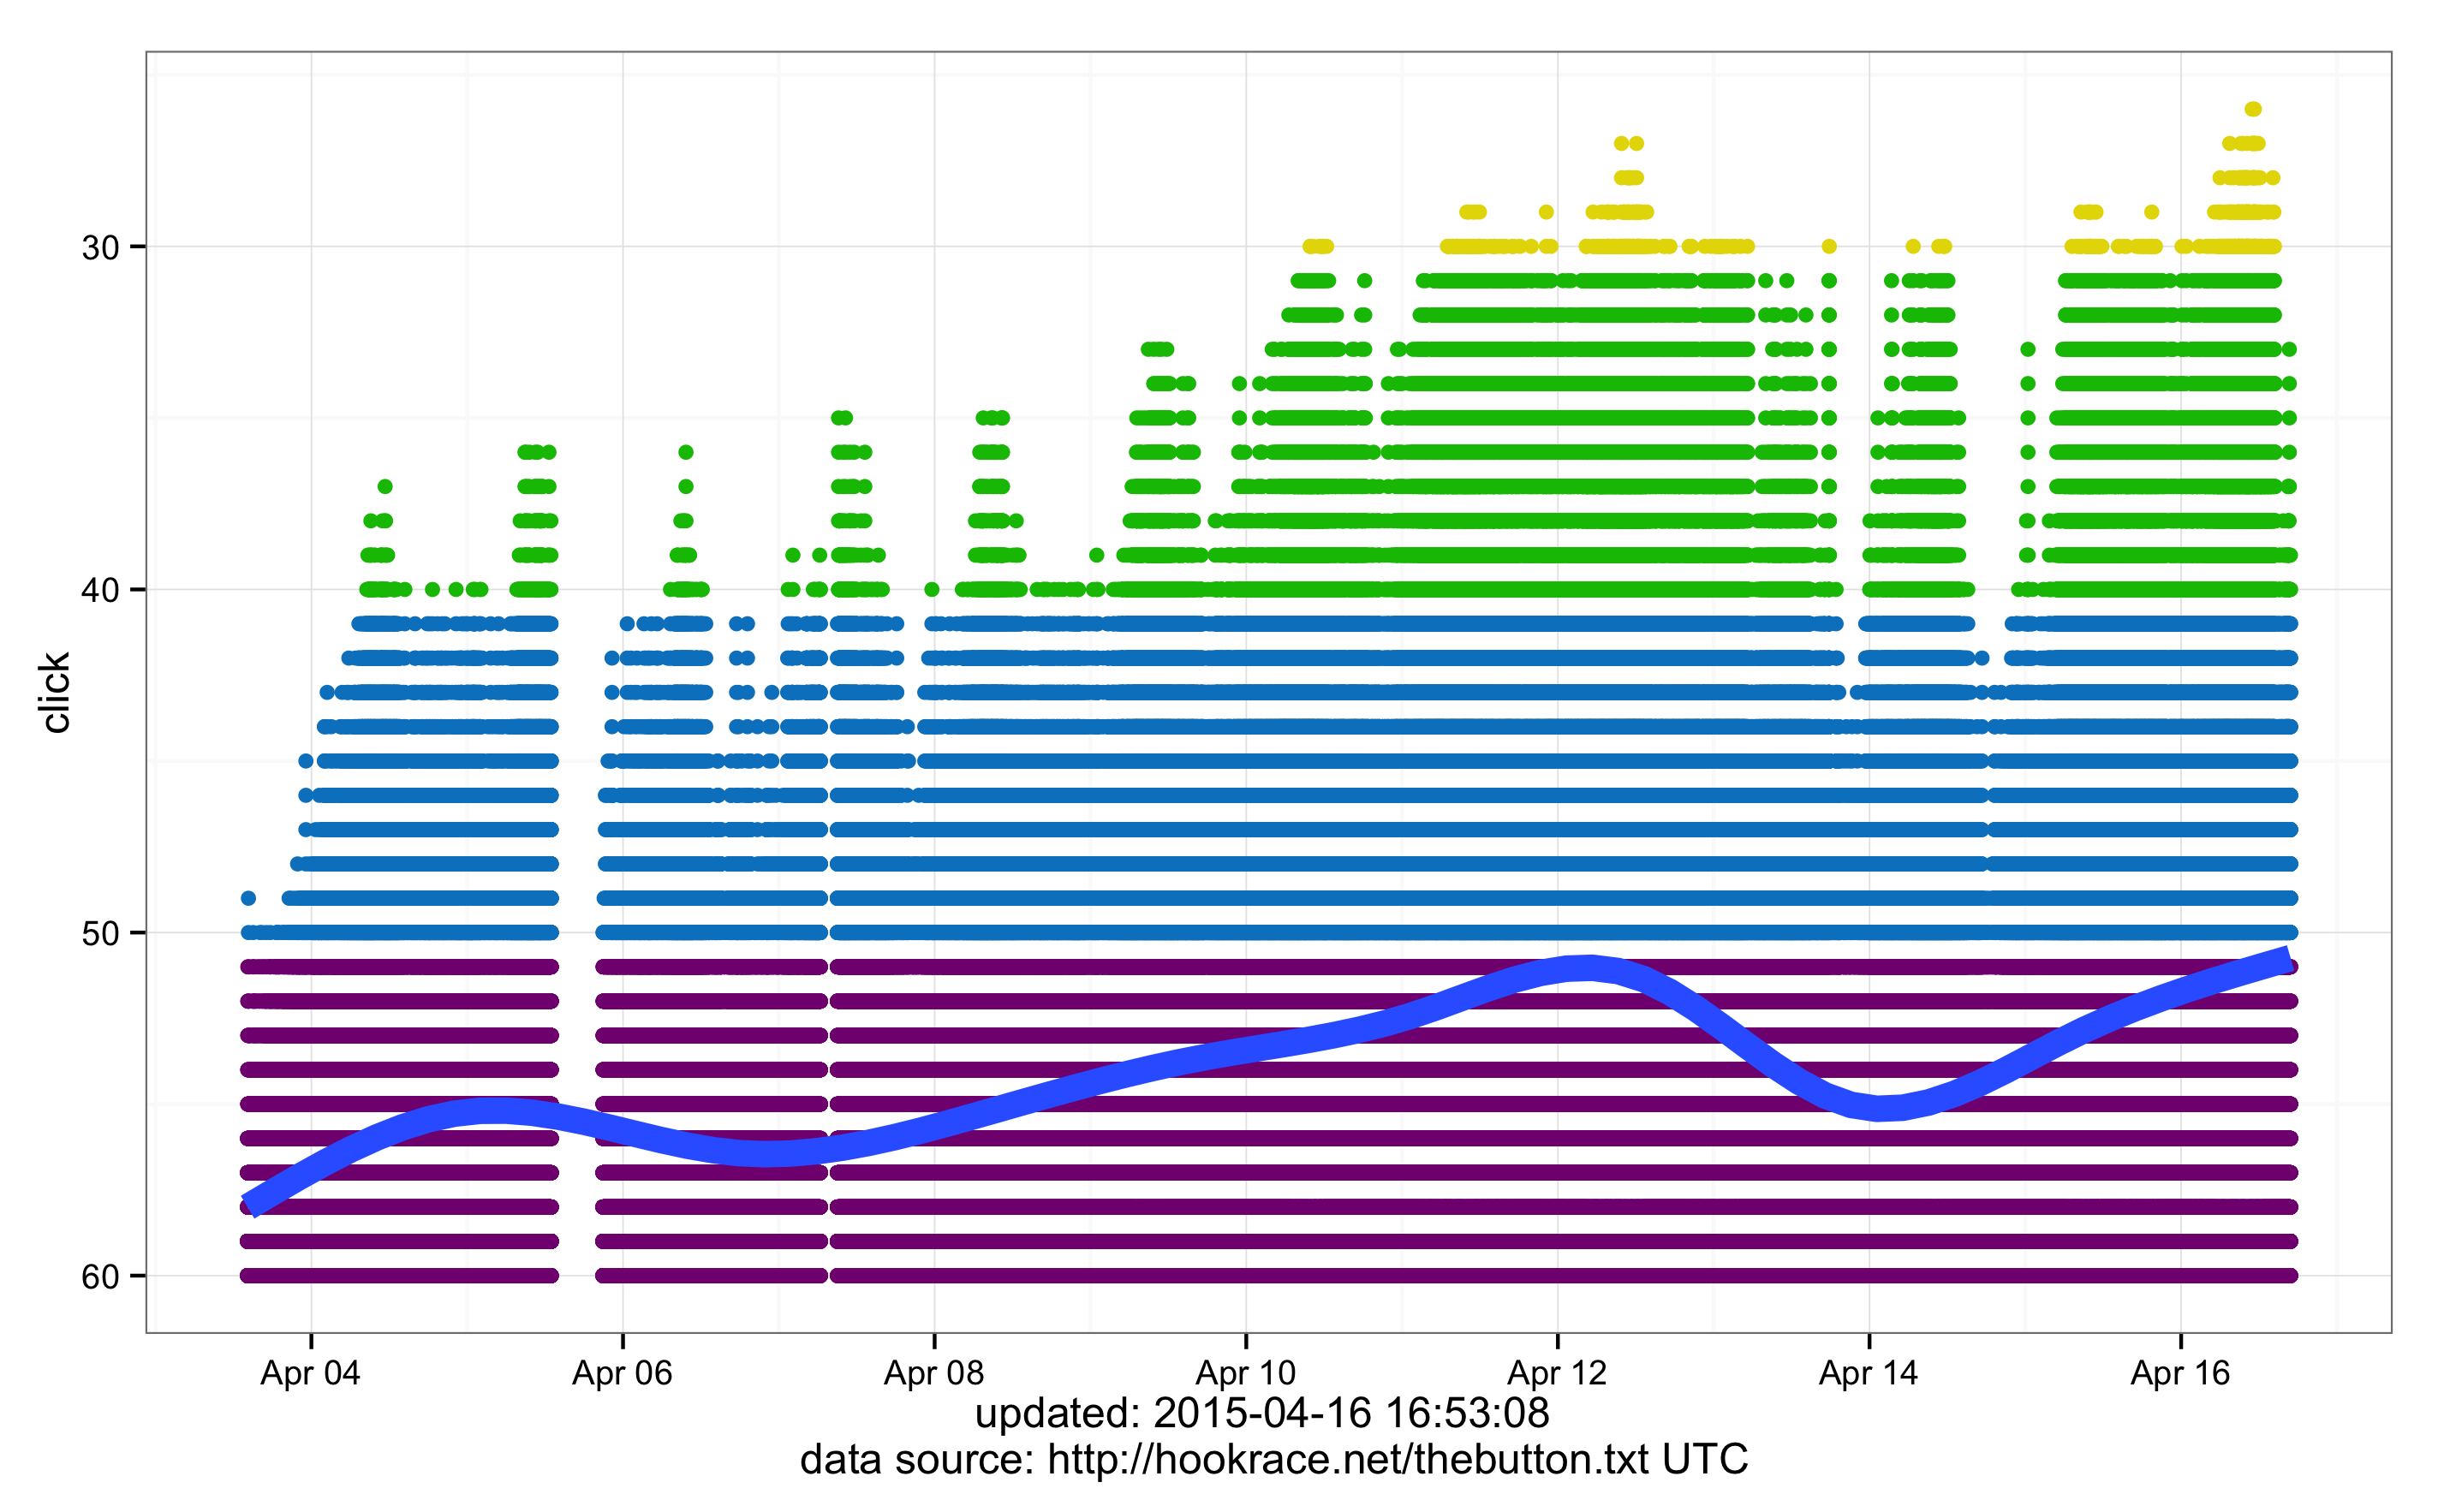 click
30
40
50
60
Apr 04 Apr 06 Apr 08 Apr 10 Apr 12 Apr 14 Apr 16
updated: 2015-04-16 16:53:08
data source: http://hookrace.net/thebutton.txt UTC